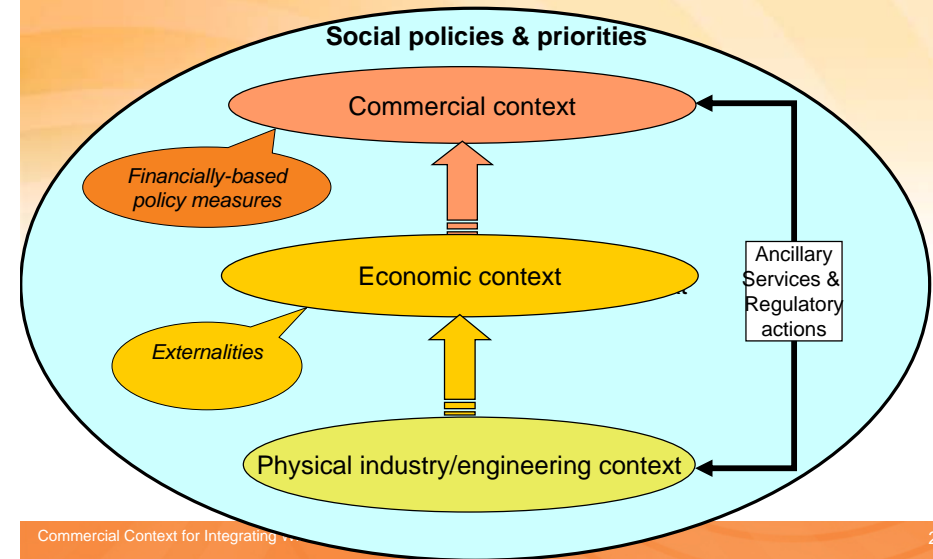 Social policies & priorities
Commercial context
Financially-based
policy measures
Economic context
Ancillary
Services &
Regulatory
actions
Externalities
Physical industry/engineering context
Commercial Context for Integrating
2